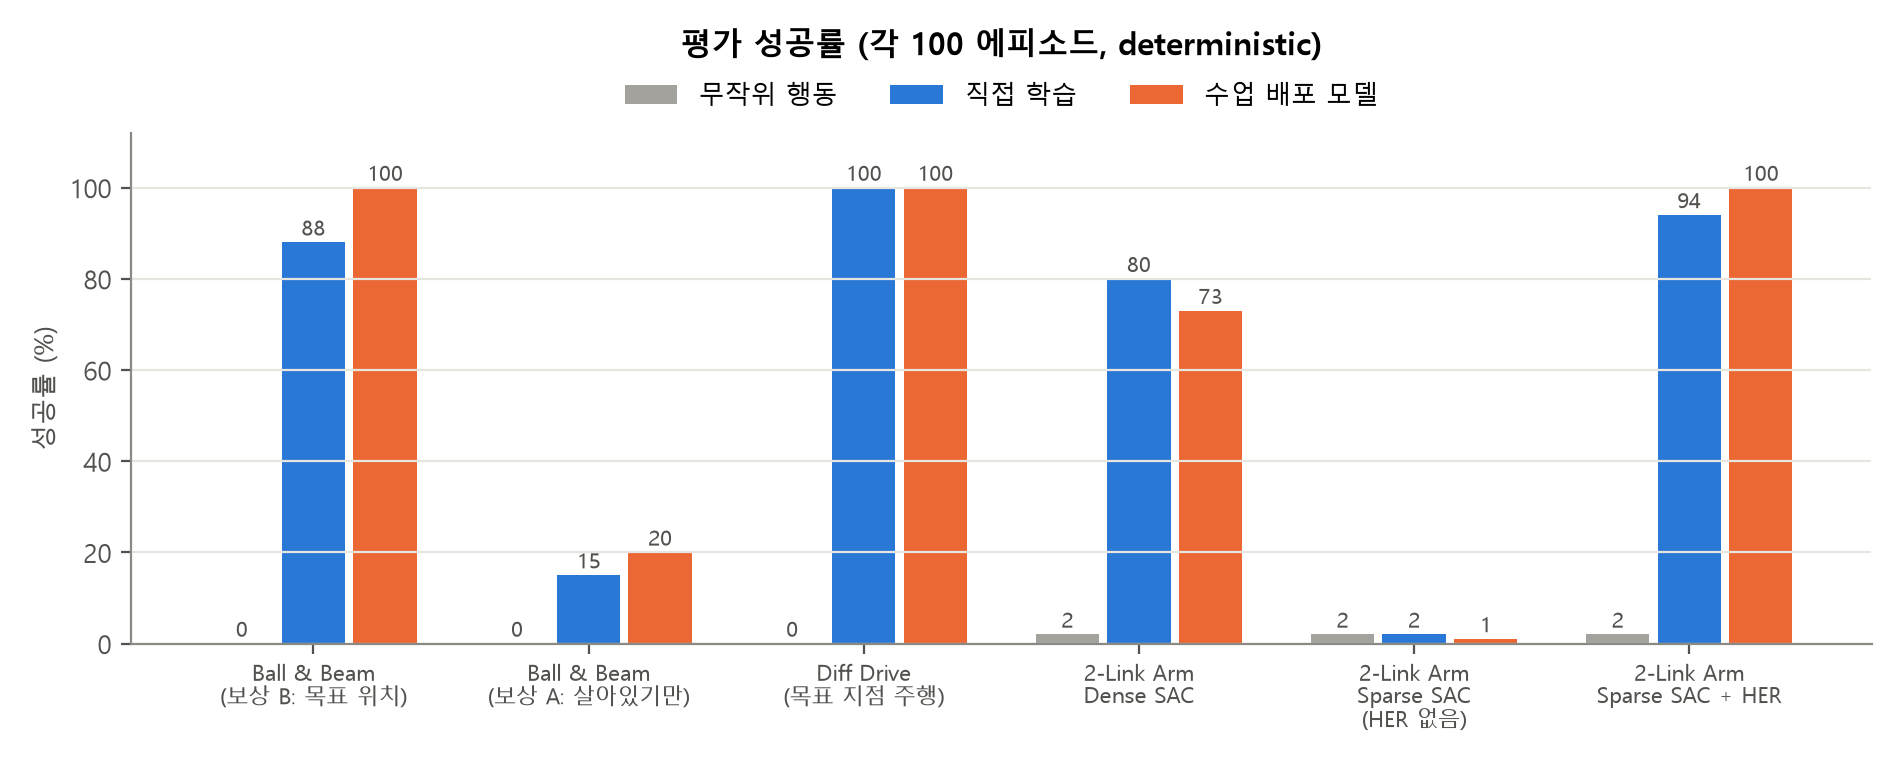 평가 성공률 (각 100 에피소드, deterministic)
무작위 행동 직접 학습 수업 배포 모델
성공률 (%)
100
80
60
40
20
0
0 88 100
0 15 20
0 100 100
2 80 73
2 2 1
2 94 100
Ball & Beam
(보상 B: 목표 위치)
Ball & Beam
(보상 A: 살아있기만)
Diff Drive
(목표 지점 주행)
2-Link Arm
Dense SAC
2-Link Arm
Sparse SAC
(HER 없음)
2-Link Arm
Sparse SAC + HER